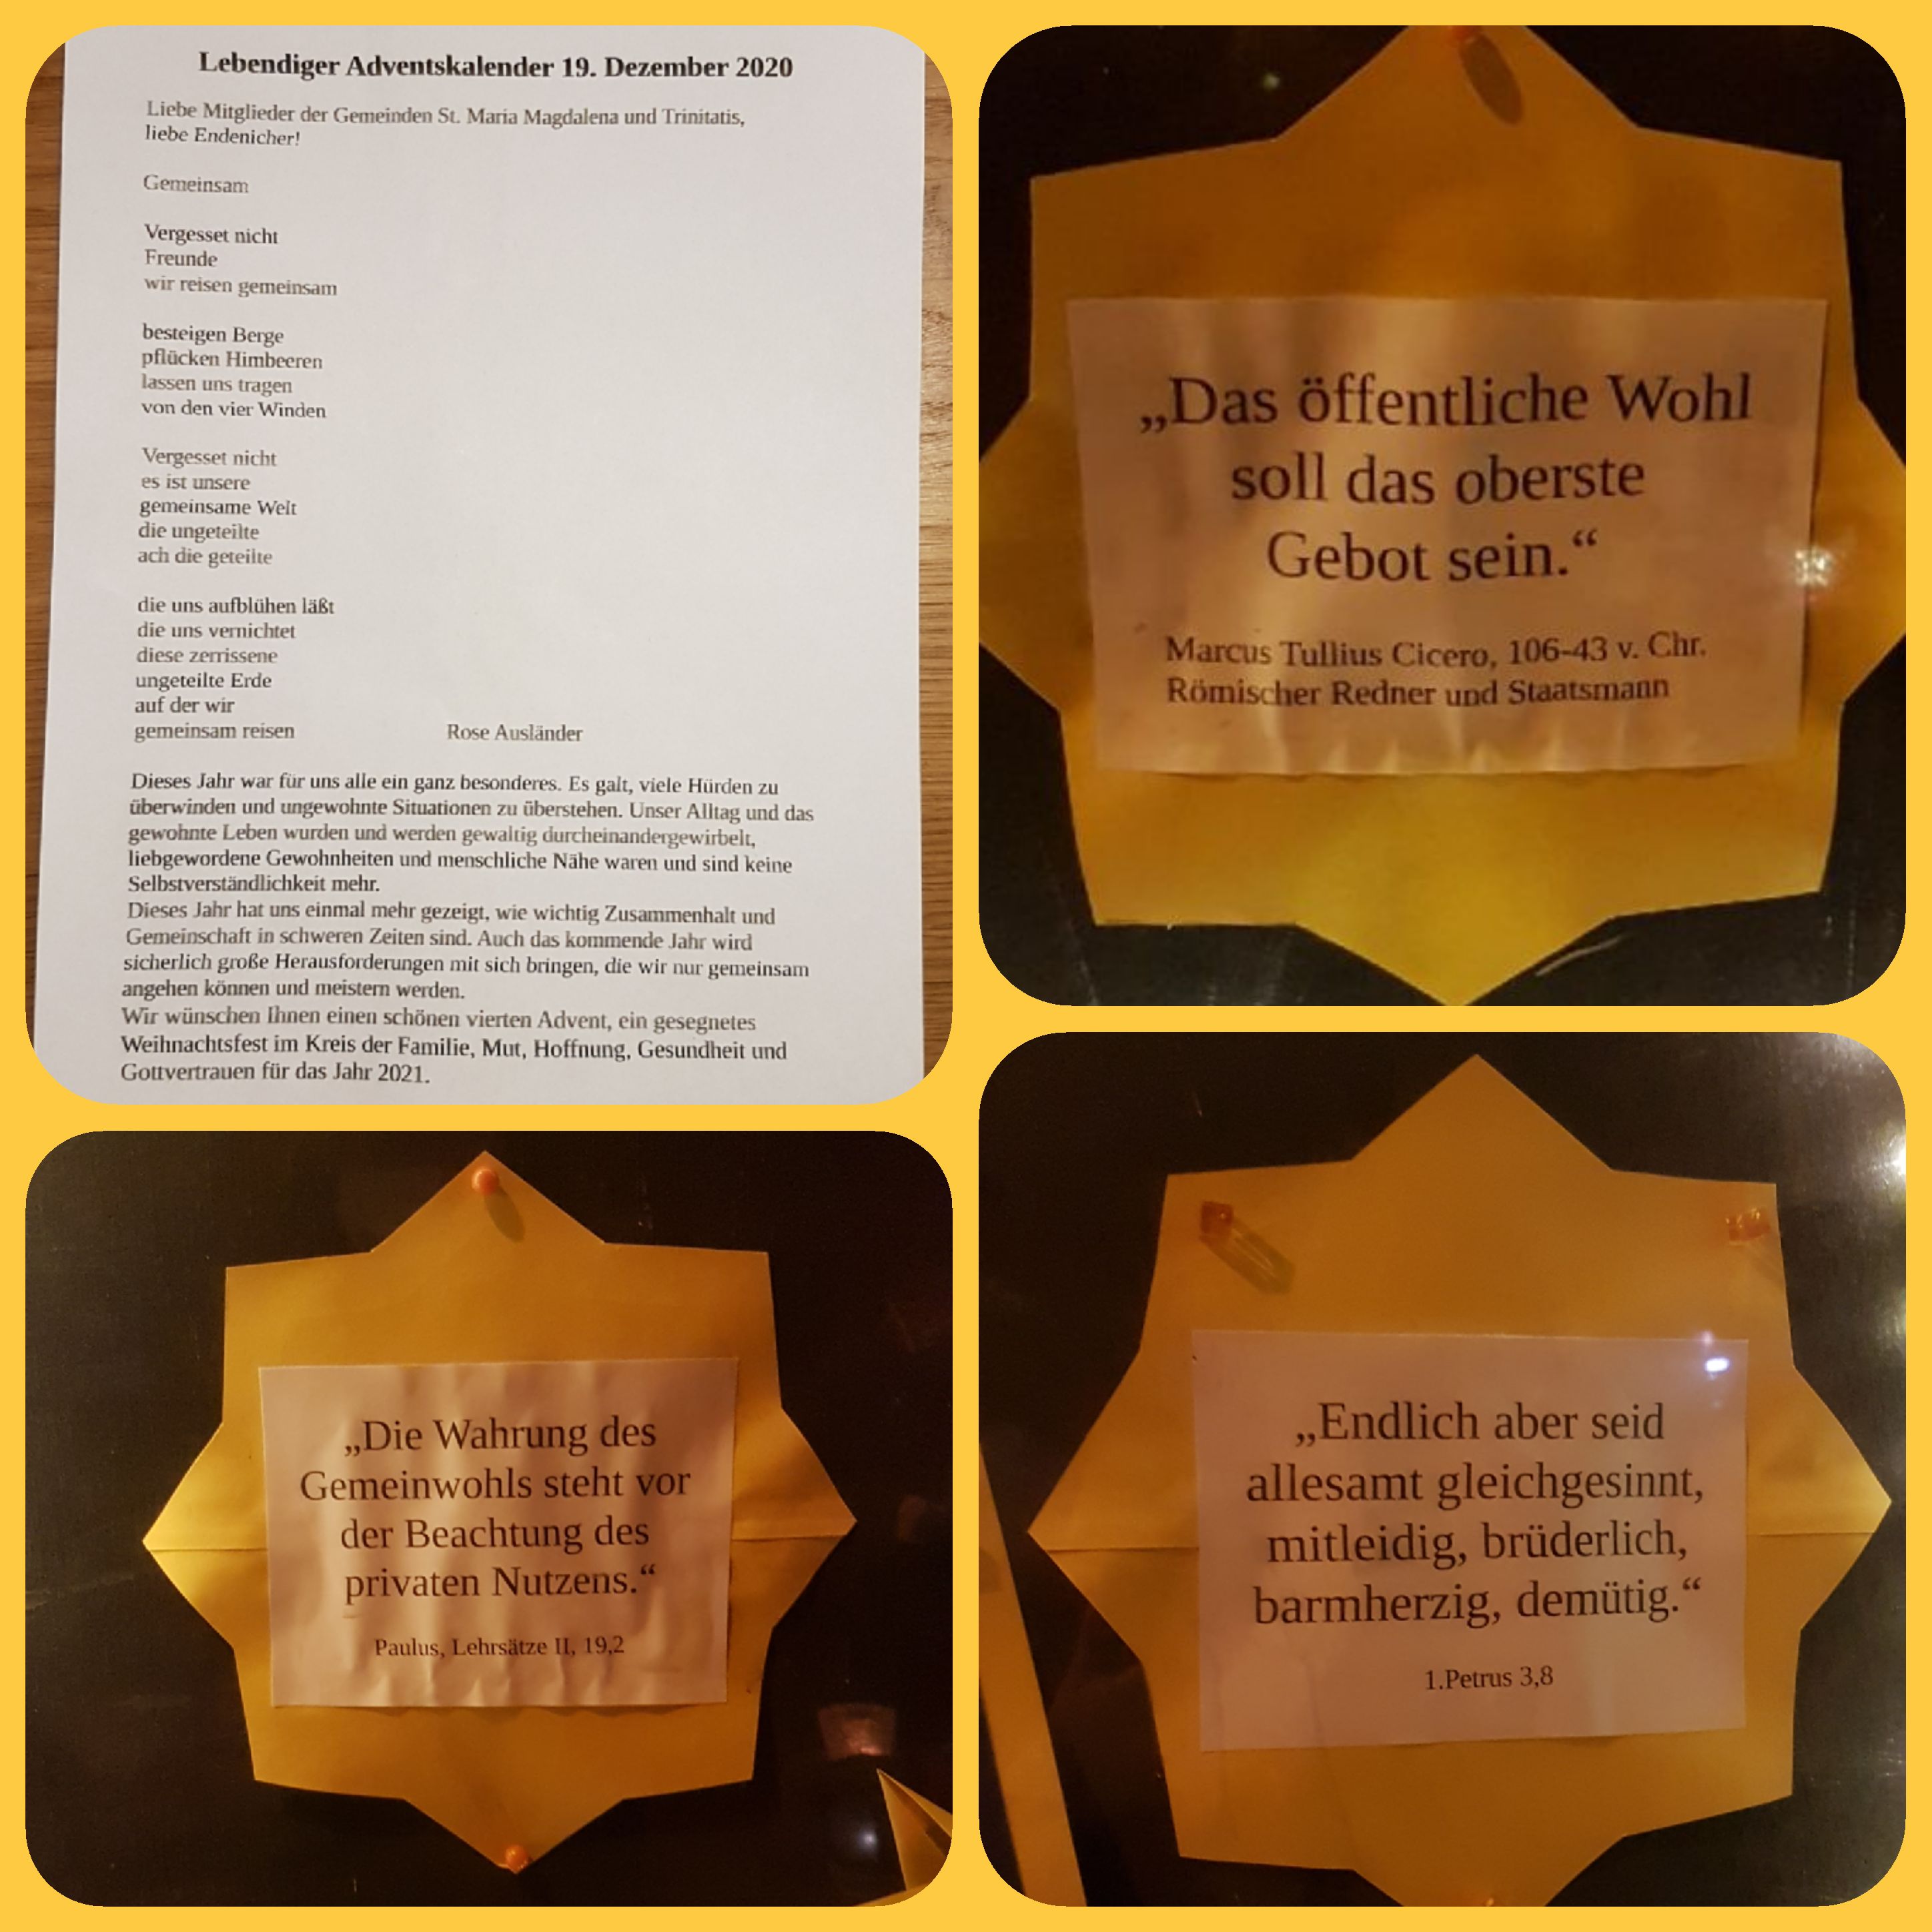 Lebendiger Adventskalender 19. Dezember 2020
Liebe Mitglieder der Gemeinden St. Maria Magdalena und Trinitatis,
liebe Endenicher!
Gemeinsam
Vergesset nicht
Freunde
wir reisen gemeinsam
besteigen Berge
pflücken Himbeeren
lassen uns tragen
von den vier Winden
Vergesset nicht
es ist unsere
gemeinsame Welt
die ungeteilte
ach die geteilte
die uns aufblühen läßt
die uns vernichtet
diese zerrissene
ungeteilte Erde
auf der wir
gemeinsam reisen Rose Ausländer
Dieses Jahr war für uns alle ein ganz besonderes. Es galt, viele Hürden zu
überwinden und ungewohnte Situationen zu überstehen. Unser Alltag und das
gewohnte Leben wurden und werden gewaltig durcheinandergewirbelt,
liebgewordene Gewohnheiten und menschliche Nähe waren und sind keine
Selbstverständlichkeit mehr.
Dieses Jahr hat uns einmal mehr gezeigt, wie wichtig Zusammenhalt und
Gemeinschaft in schweren Zeiten sind. Auch das kommende Jahr wird
sicherlich große Herausforderungen mit sich bringen, die wir nur gemeinsam
angehen können und meistern werden.
Wir wünschen Ihnen einen schönen vierten Advent, ein gesegnetes
Weihnachtsfest im Kreis der Familie, Mut, Hoffnung, Gesundheit und
Gottvertrauen für das Jahr 2021.
„Das öffentliche Wohl
soll das oberste
Gebot sein.“
Marcus Tullius Cicero, 106-43 v. Chr.
Römischer Redner und Staatsmann
„Die Wahrung des
Gemeinwohls steht vor
der Beachtung des
privaten Nutzens.“
Paulus, Lehrsätze II, 19,2
„Endlich aber seid
allesamt gleichgesinnt,
mitleidig, brüderlich,
barmherzig, demütig.“
1.Petrus 3,8